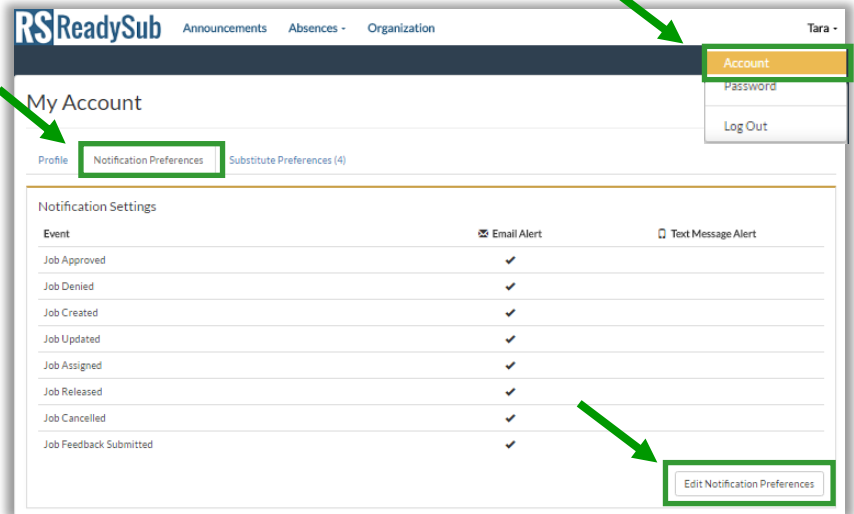 RS ReadySub Announcements Absences Organization Tara
Account
Password
Log Out
My Account
Profile Notification Preferences Substitute Preferences (4)
Notification Settings
Event Email Alert Text Message Alert
Job Approved
Job Denied
Job Created
Job Updated
Job Assigned
Job Released
Job Cancelled
Job Feedback Submitted
Edit Notification Preferences